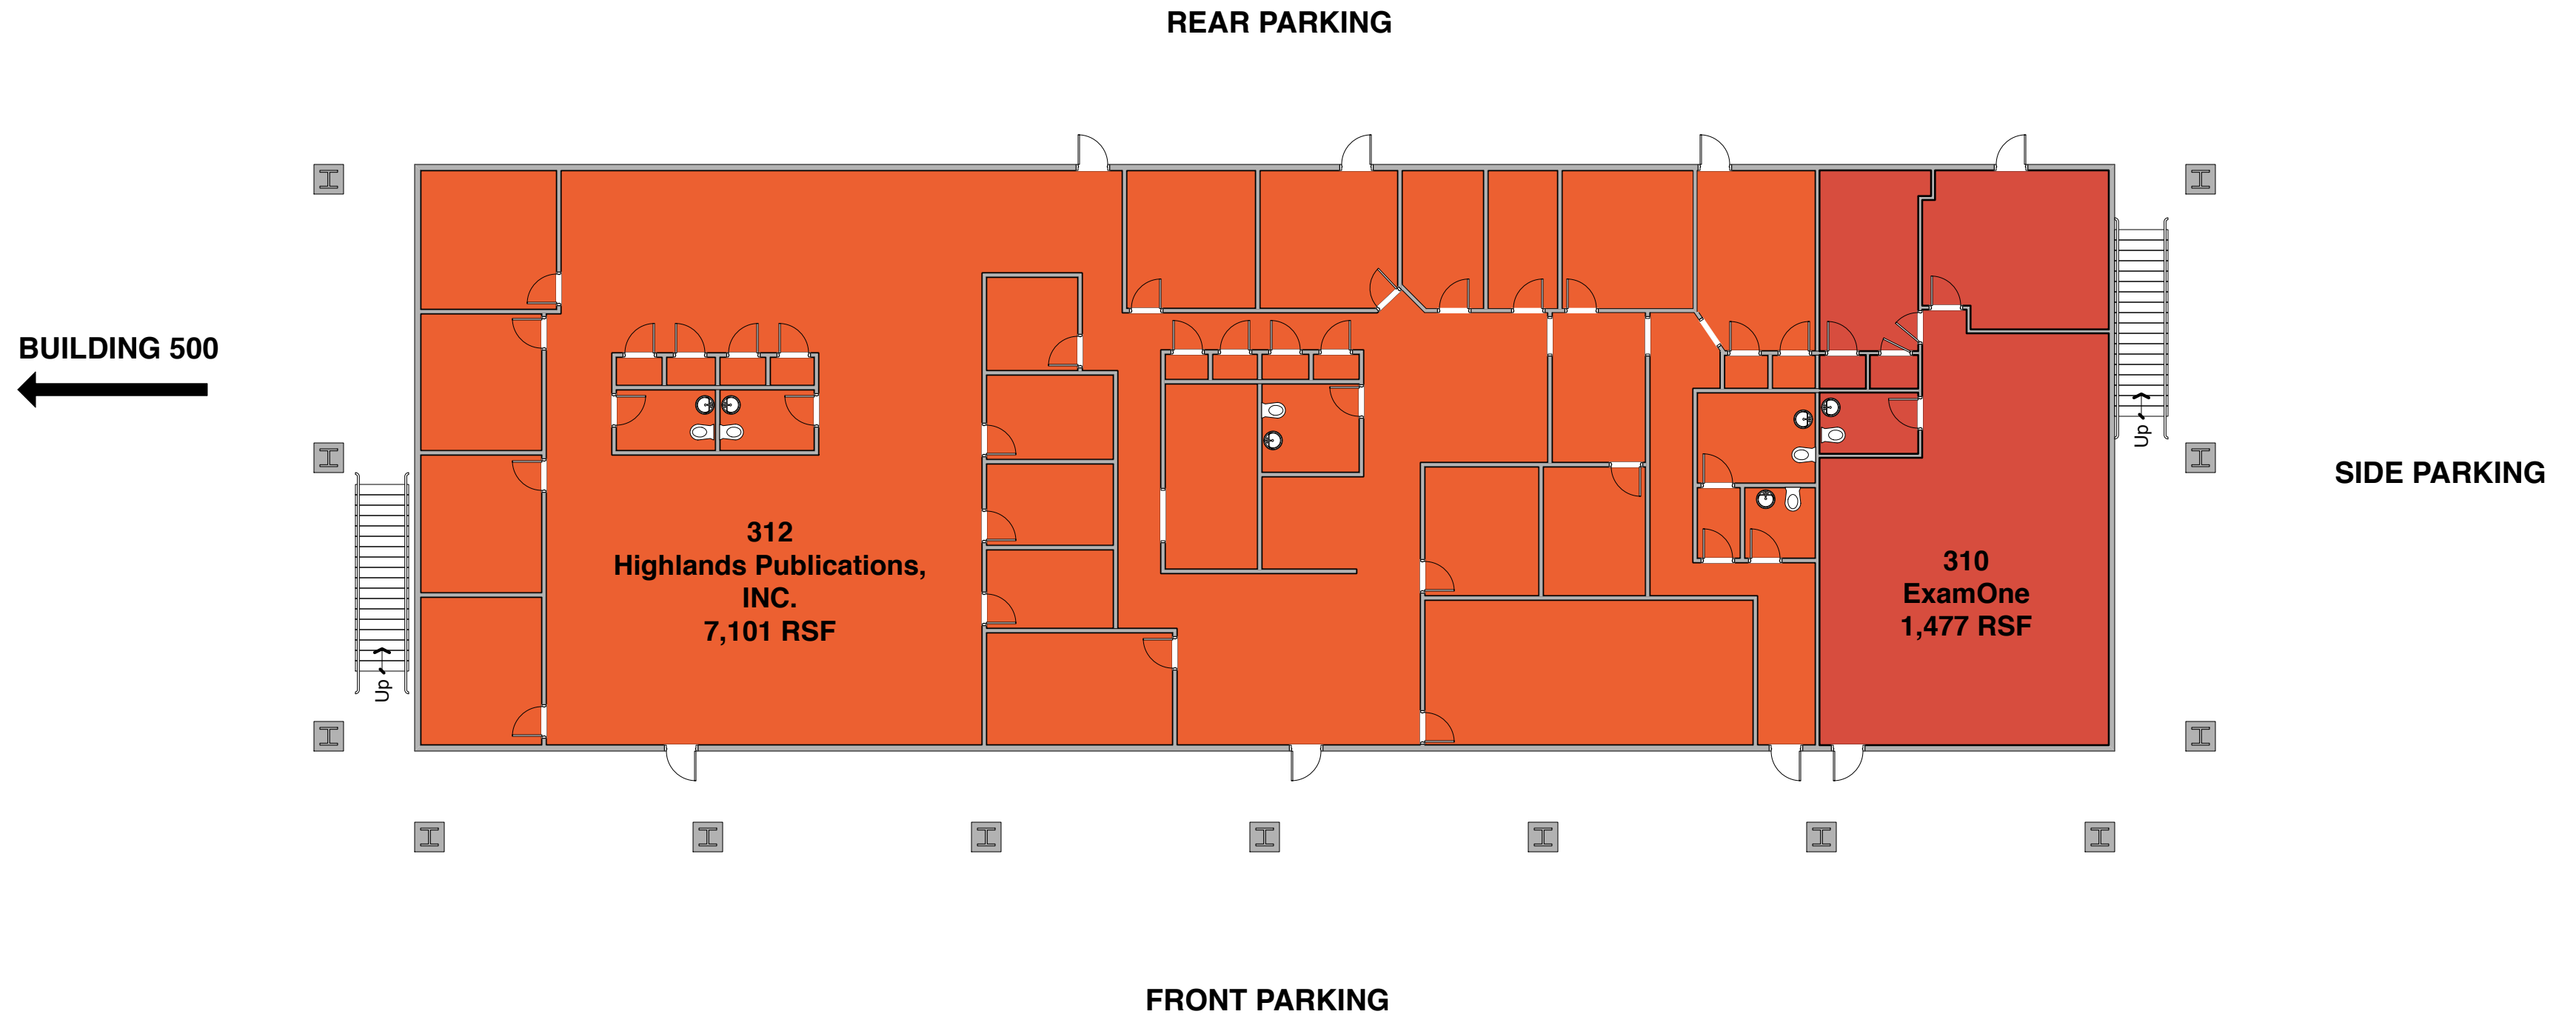 REAR PARKING
BUILDING 500
Up
SIDE PARKING
312
Highlands Publications,
INC.
7,101 RSF
310
ExamOne
1,477 RSF
Up
FRONT PARKING